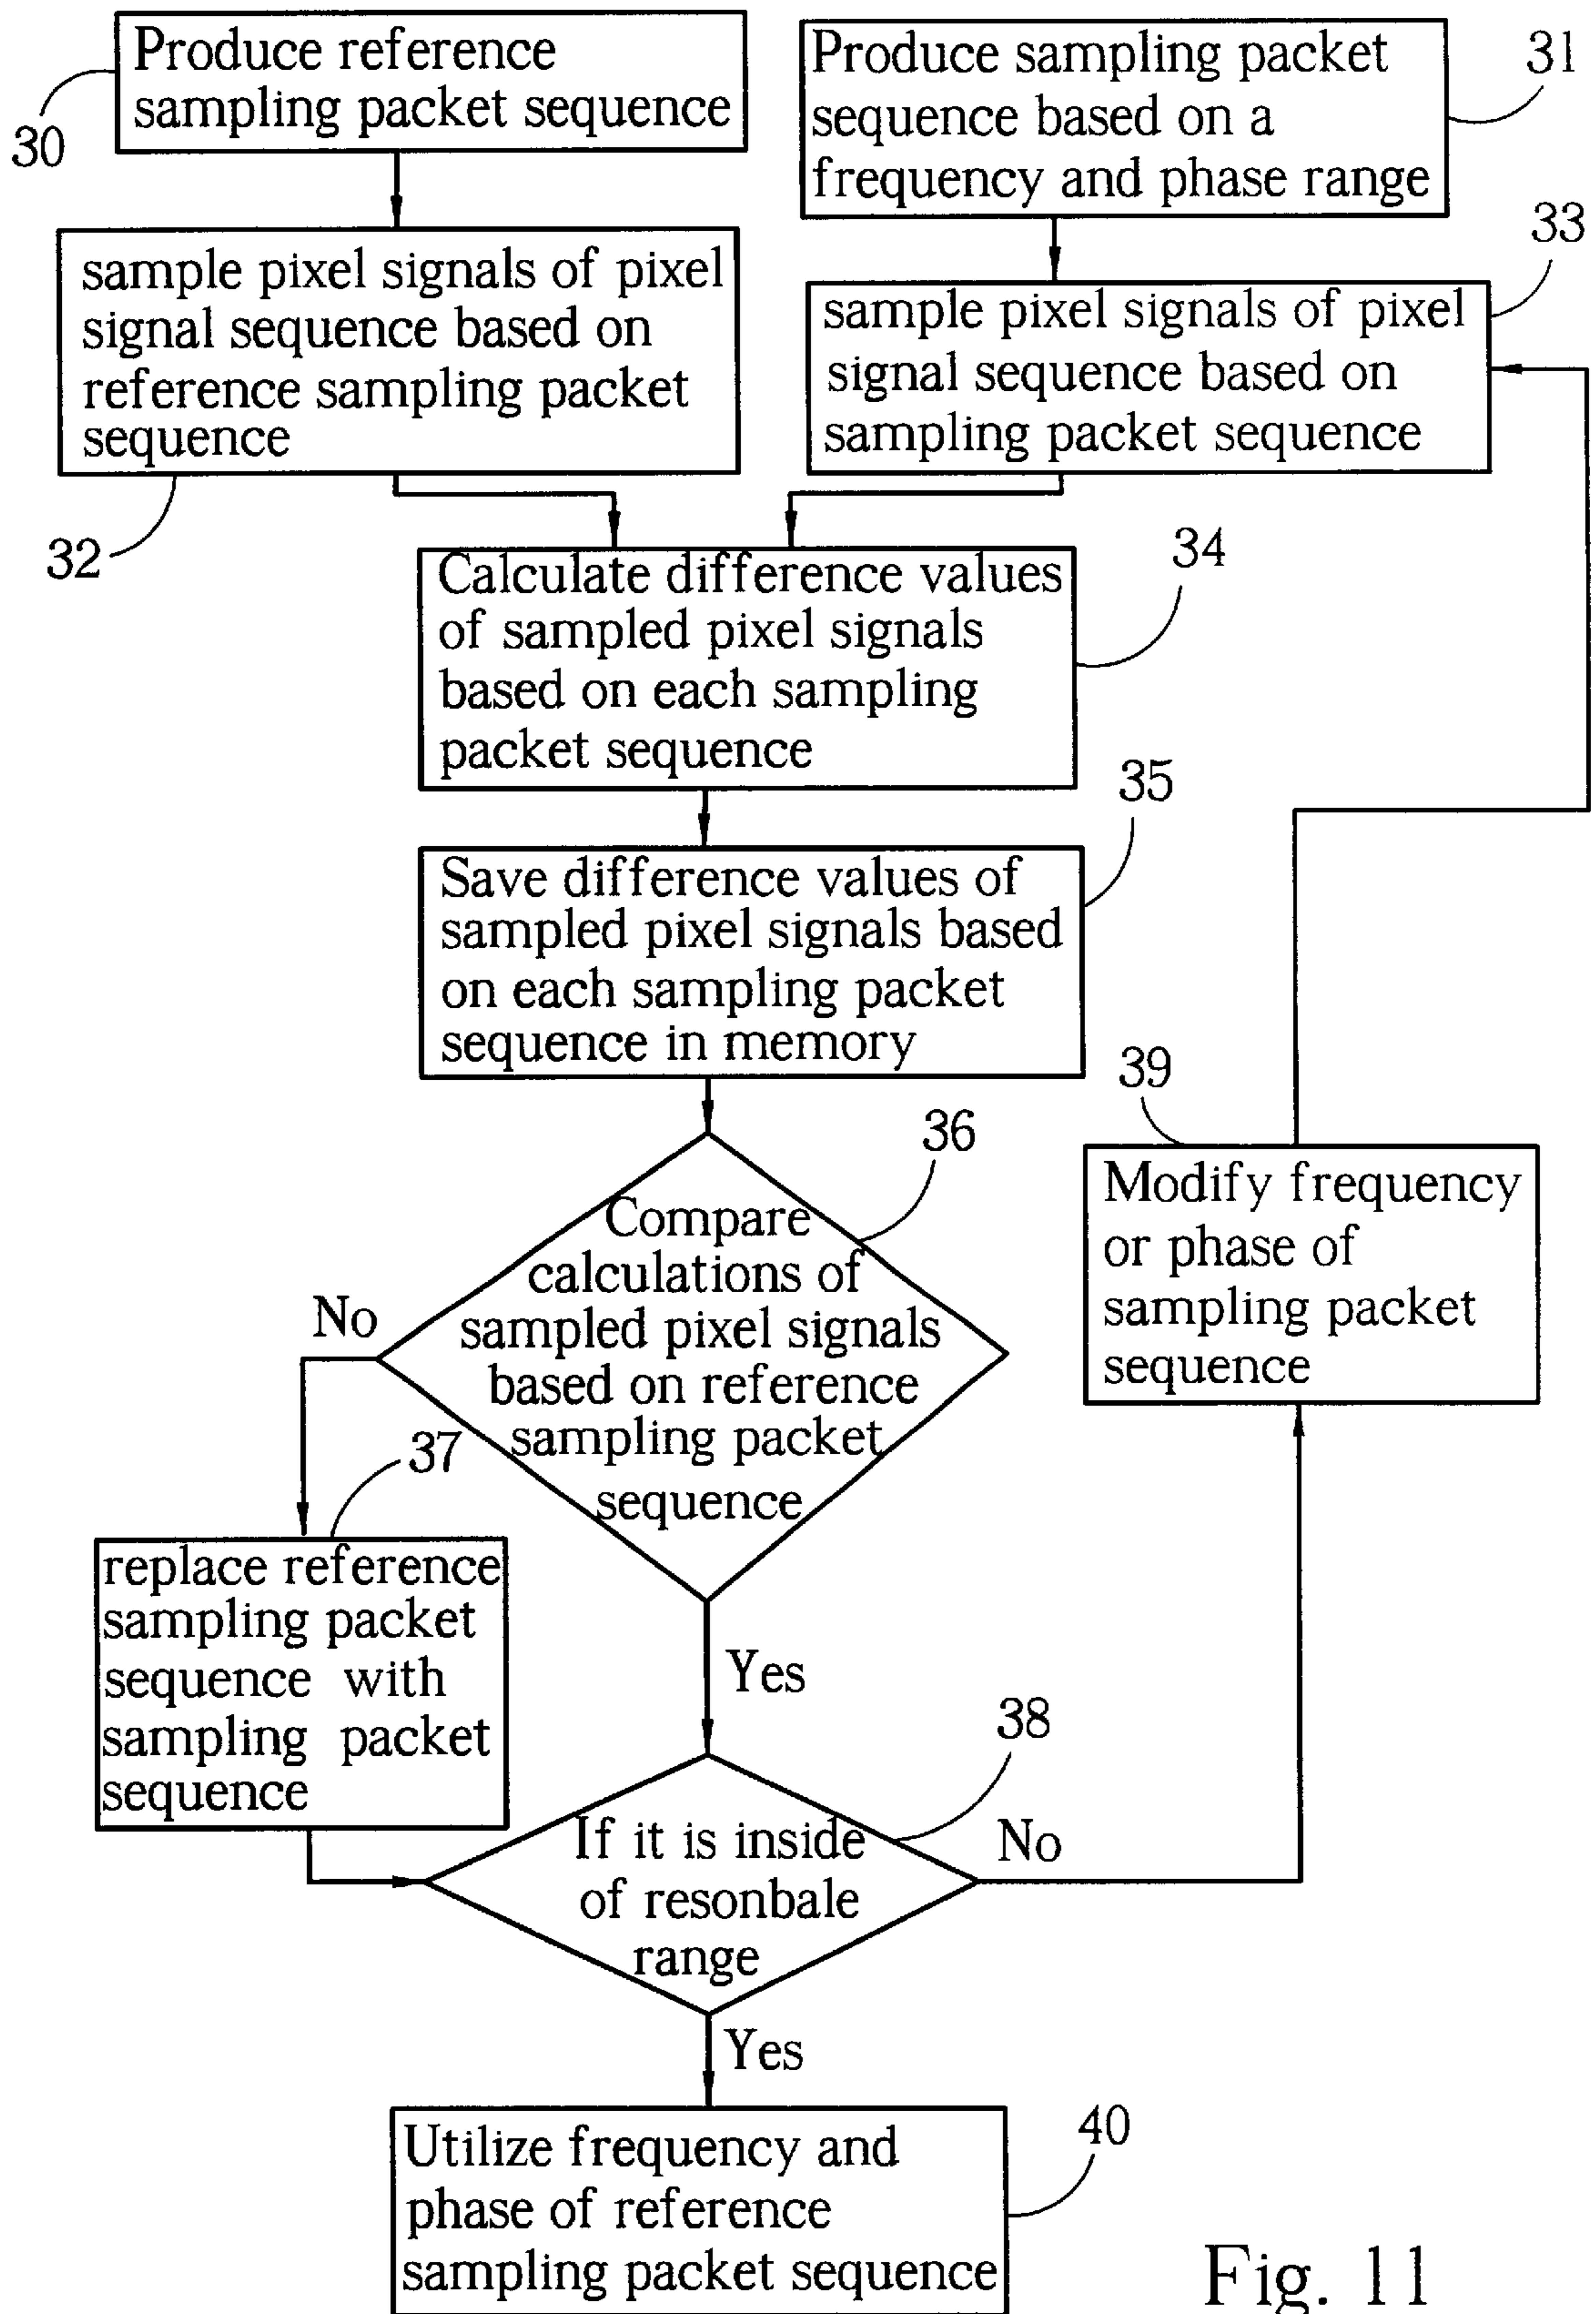 Produce reference
sampling packet sequence
30
Produce sampling packet
sequence based on a
frequency and phase range
31
sample pixel signals of pixel
signal sequence based on
reference sampling packet
sequence
32
sample pixel signals of pixel
signal sequence based on
sampling packet sequence
33
Calculate difference values
of sampled pixel signals
based on each sampling
packet sequence
34
Save difference values of
sampled pixel signals based
on each sampling packet
sequence in memory
35
Compare
calculations of
sampled pixel signals
based on reference
sampling packet
sequence
36
No
Yes
37
replace reference
sampling packet
sequence with
sampling packet
sequence
If it is inside
of resonbale
range
38
No
Yes
39
Modify frequency
or phase of
sampling packet
sequence
Utilize frequency and
phase of reference
sampling packet sequence
40
Fig. 11